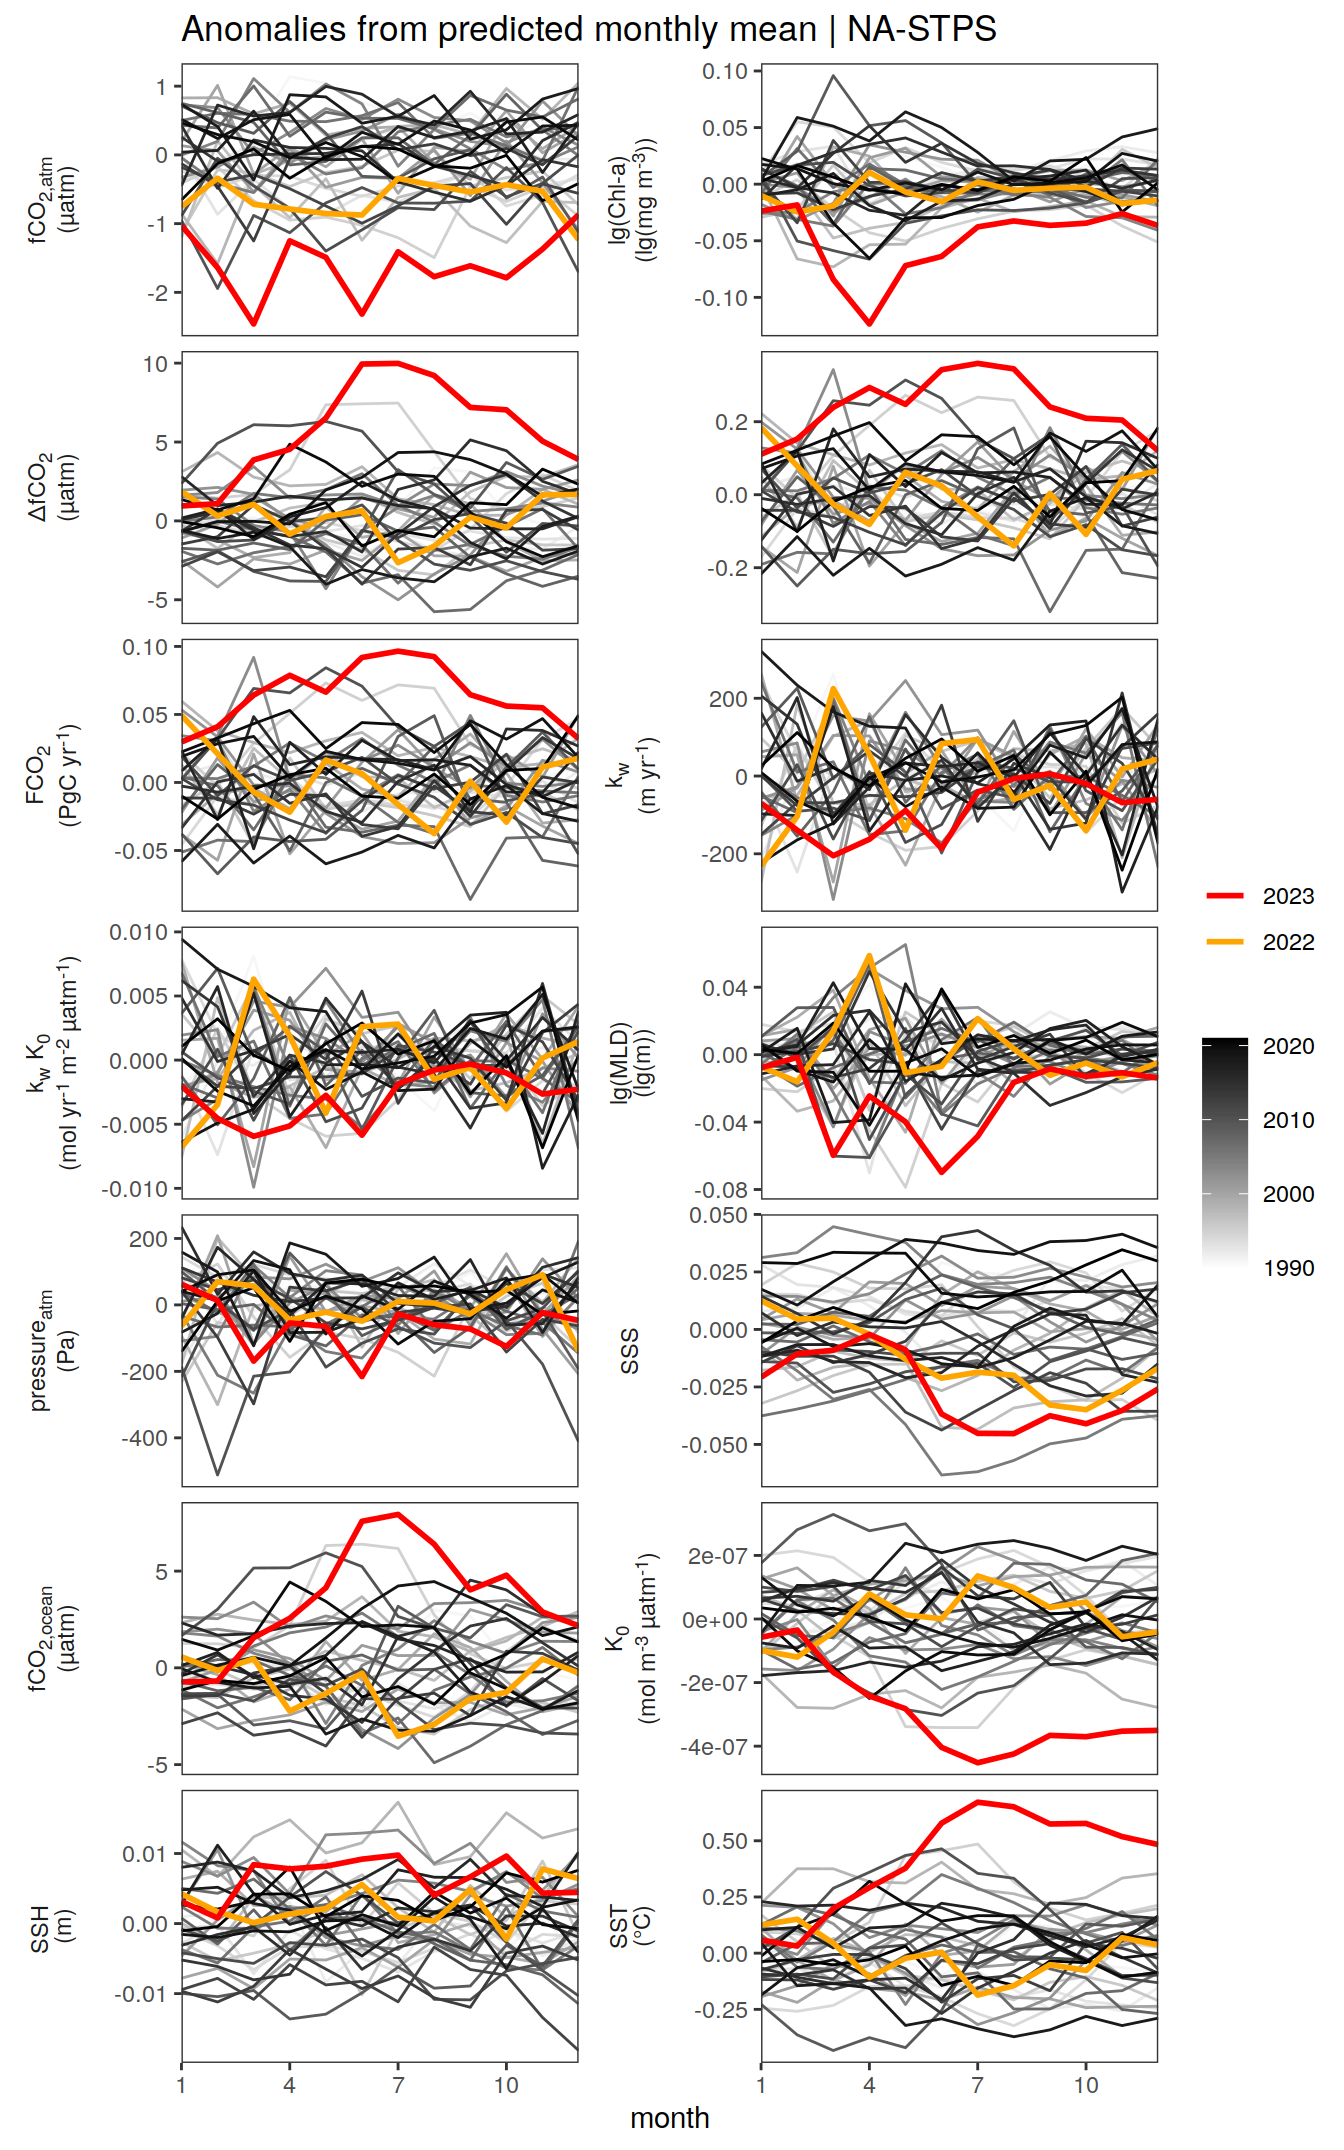 Anomalies from predicted monthly mean | NA-STPS
fCO2,atm
(µatm)
1
0
-1
-2
lg(Chl-a)
(lg(mg m-3))
0.10
0.05
0.00
-0.05
-0.10
ΔfCO2
(µatm)
10
5
0
-5
0.2
0.0
-0.2
FCO2
(PgC yr-1)
0.10
0.05
0.00
-0.05
kw
(m yr-1)
200
0
-200
kw K0
(mol yr-1 m-2 µatm-1)
0.010
0.005
0.000
-0.005
-0.010
lg(MLD)
(lg(m))
0.04
0.00
-0.04
-0.08
pressureatm
(Pa)
200
0
-200
-400
SSS
0.050
0.025
0.000
-0.025
-0.050
fCO2,ocean
(µatm)
5
0
-5
K0
(mol m-3 µatm-1)
2e-07
0e+00
-2e-07
-4e-07
SSH
(m)
0.01
0.00
-0.01
SST
(°C)
0.50
0.25
0.00
-0.25
1 4 7 10
1 4 7 10
month
2023
2022
2020
2010
2000
1990